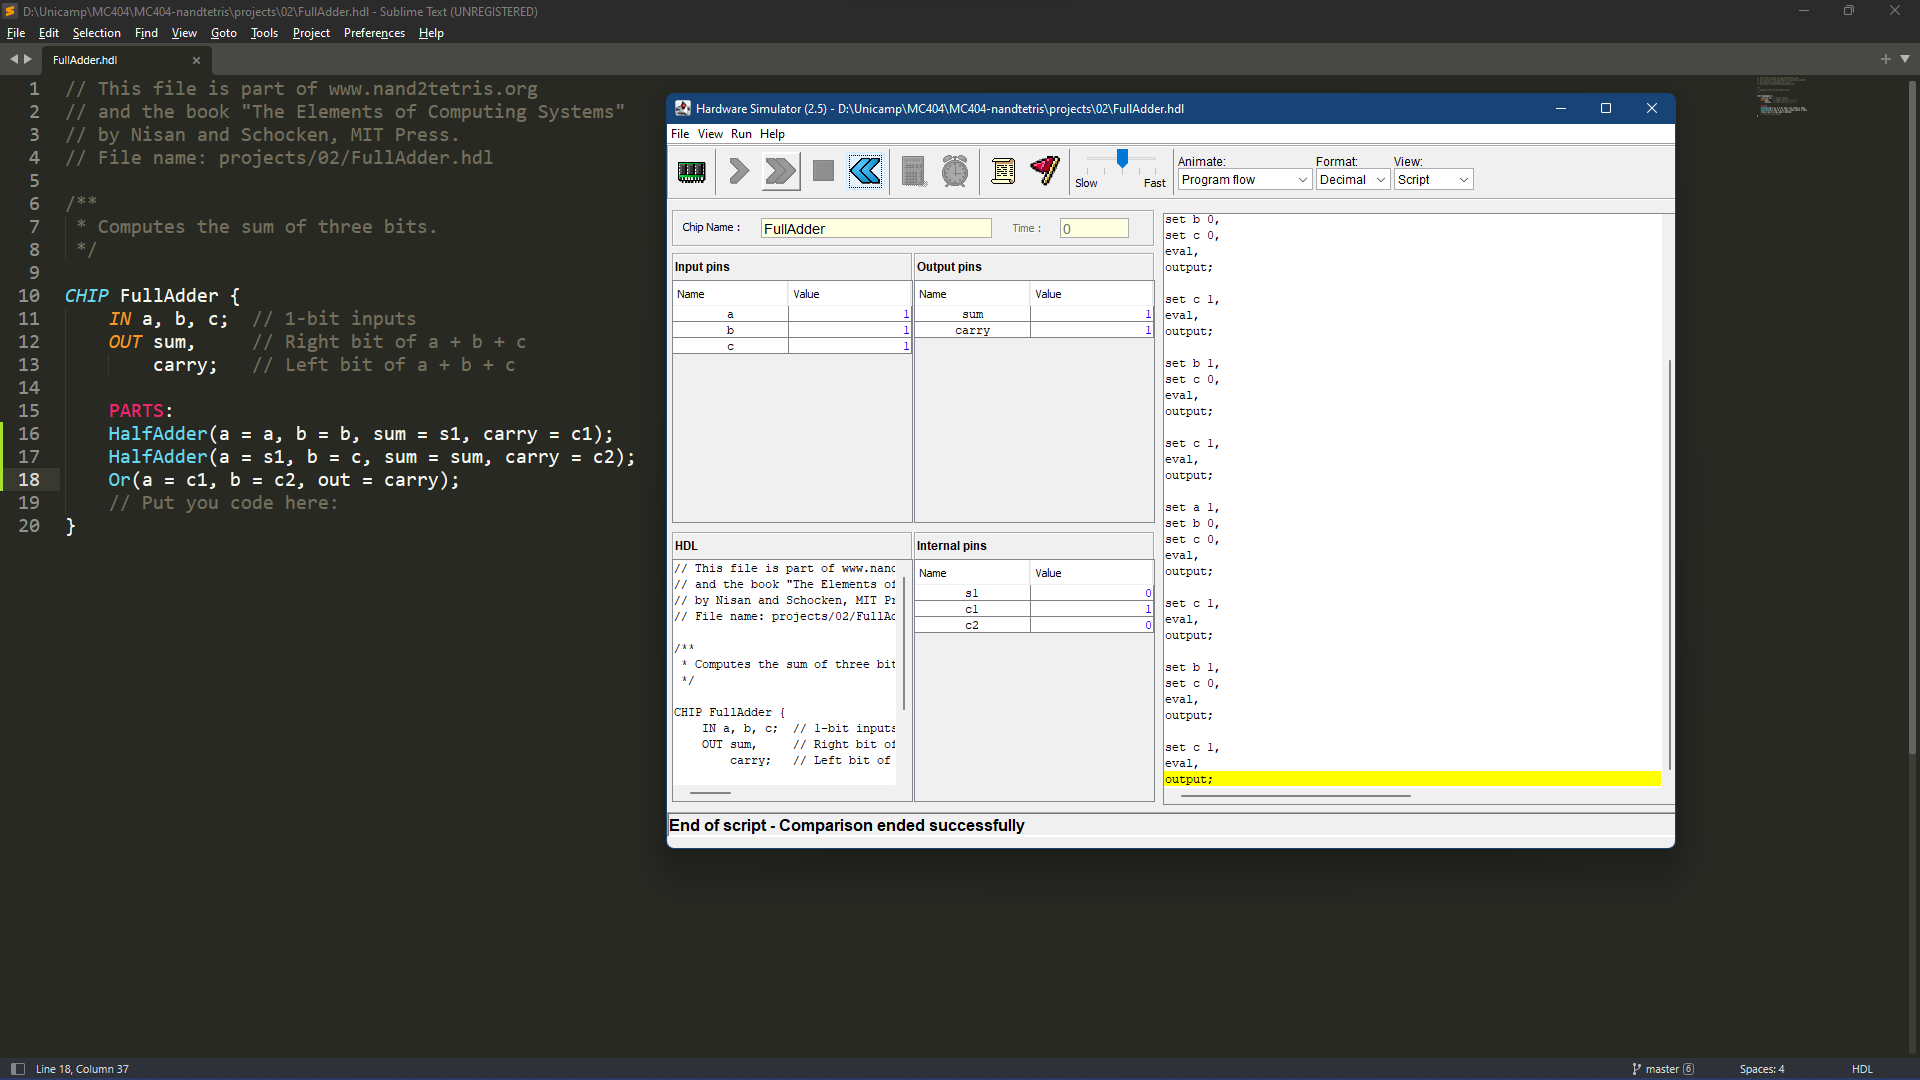 D:\Unicamp\MC404\MC404-nandtetris\projects\02\FullAdder.hdl - Sublime Text (UNREGISTERED)
File Edit Selection Find View Goto Tools Project Preferences Help
FullAdder.hdl
1 // This file is part of www.nand2tetris.org
2 // and the book "The Elements of Computing Systems"
3 // by Nisan and Schocken, MIT Press.
4 // File name: projects/02/FullAdder.hdl
5
6 /**
7 * Computes the sum of three bits.
8 */
9
10 CHIP FullAdder {
11 IN a, b, c; // 1-bit inputs
12 OUT sum, // Right bit of a + b + c
13 carry; // Left bit of a + b + c
14
15 PARTS:
16 HalfAdder(a = a, b = b, sum = s1, carry = c1);
17 HalfAdder(a = s1, b = c, sum = sum, carry = c2);
18 Or(a = c1, b = c2, out = carry);
19 // Put you code here:
20 }
Hardware Simulator (2.5) - D:\Unicamp\MC404\MC404-nandtetris\projects\02\FullAdder.hdl
File View Run Help
Slow Fast
Animate: Format: View:
Program flow Decimal Script
Chip Name : FullAdder Time : 0
Input pins
Name Value
a 1
b 1
c 1
Output pins
Name Value
sum 1
carry 1
HDL
// This file is part of www.nand
// and the book "The Elements of
// by Nisan and Schocken, MIT Pr
// File name: projects/02/FullAd
/**
* Computes the sum of three bit
*/
CHIP FullAdder {
IN a, b, c; // 1-bit inputs
OUT sum, // Right bit of
carry; // Left bit of
Internal pins
Name Value
s1 0
c1 1
c2 0
set b 0,
set c 0,
eval,
output;
set c 1,
eval,
output;
set b 1,
set c 0,
eval,
output;
set c 1,
eval,
output;
set a 1,
set b 0,
set c 0,
eval,
output;
set c 1,
eval,
output;
set b 1,
set c 0,
eval,
output;
set c 1,
eval,
output;
End of script - Comparison ended successfully
Line 18, Column 37
master 6
Spaces: 4
HDL